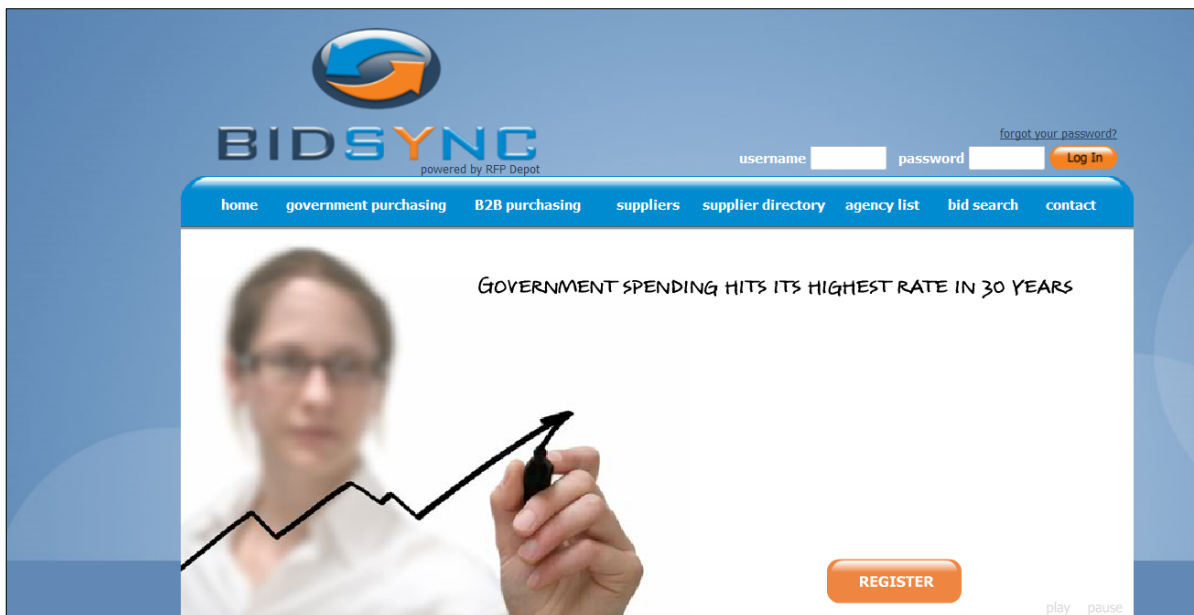 BIDSYNC
powered by RFP Depot
forgot your password?
username password Log In
home government purchasing B2B purchasing suppliers supplier directory agency list bid search contact
GOVERNMENT SPENDING HITS ITS HIGHEST RATE IN 30 YEARS
REGISTER
play pause